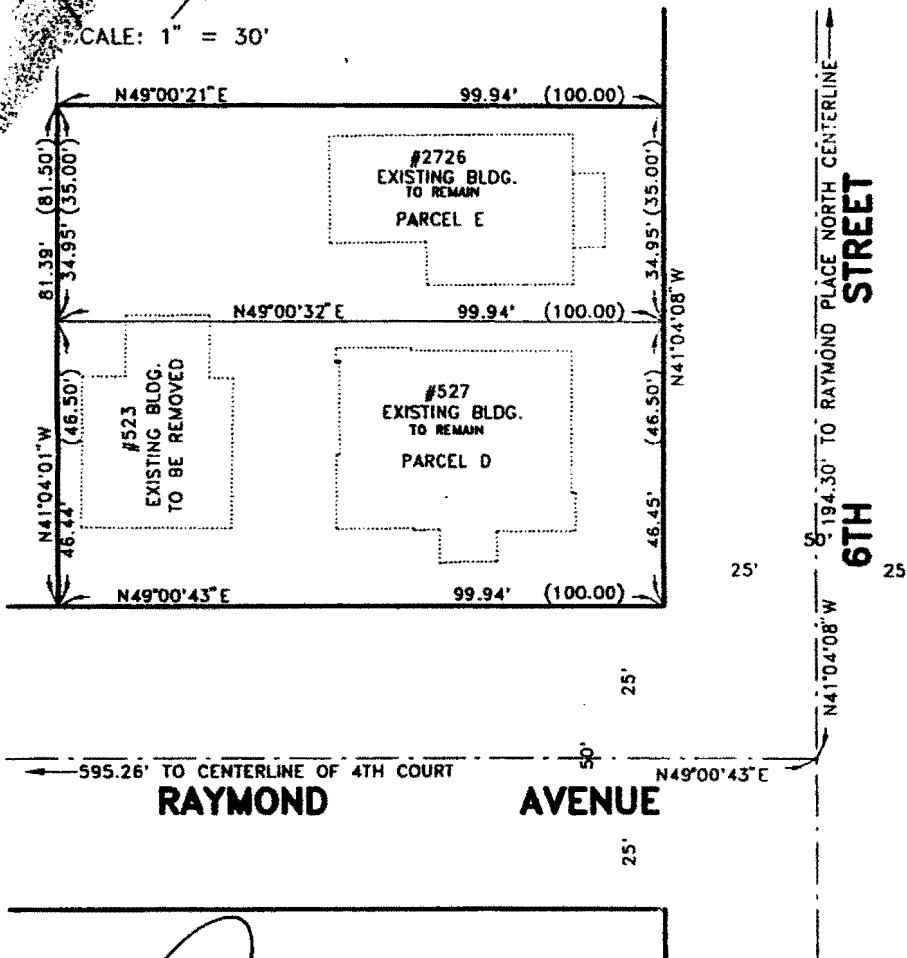 SCALE: 1" = 30'
N49°00'21"E 99.94' (100.00)
81.39' (81.50')
34.95' (35.00')
#2726
EXISTING BLDG.
TO REMAIN
PARCEL E
34.95' (35.00')
N49°00'32"E 99.94' (100.00)
N41°04'08"W
N41°04'01"W
46.44' (46.50')
#523
EXISTING BLDG.
TO BE REMOVED
#527
EXISTING BLDG.
TO REMAIN
PARCEL D
46.45' (46.50')
N49°00'43"E 99.94' (100.00)
194.30' TO RAYMOND PLACE NORTH CENTERLINE
6TH STREET
50'
25'
25
N41°04'08"W
25'
50'
595.26' TO CENTERLINE OF 4TH COURT
N49°00'43"E
RAYMOND AVENUE
25'